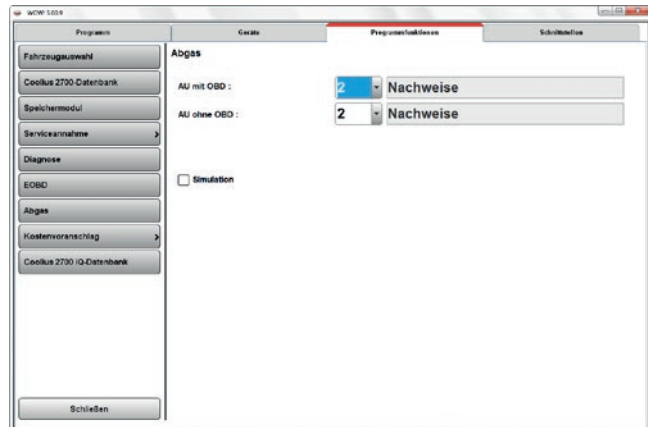 WOW! 5.00.9
Programm
Geräte
Programmfunktionen
Schnittstellen
Fahrzeugauswahl
Coolius 2700-Datenbank
Speichermodul
Serviceannahme
Diagnose
EOBD
Abgas
Kostenvoranschlag
Coolius 2700 IQ-Datenbank
Schließen
Abgas
AU mit OBD :
2
Nachweise
AU ohne OBD :
2
Nachweise
Simulation